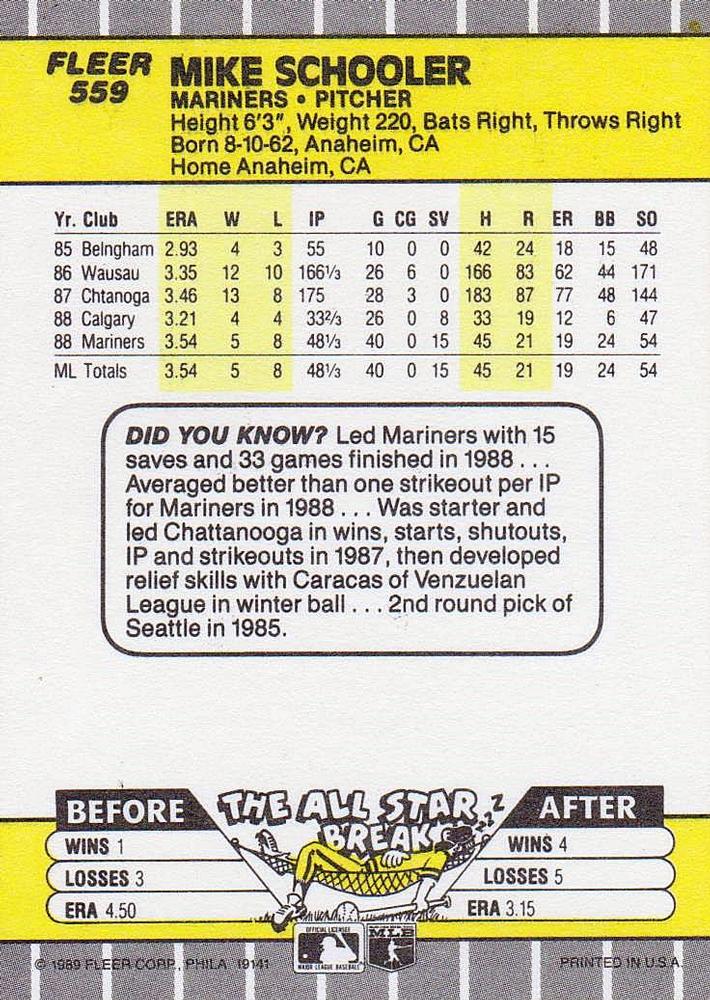 FLEER
559
MIKE SCHOOLER
MARINERS • PITCHER
Height 6'3", Weight 220, Bats Right, Throws Right
Born 8-10-62, Anaheim, CA
Home Anaheim, CA
Yr. Club ERA W L IP G CG SV H R ER BB SO
85 Belngham 2.93 4 3 55 10 0 0 42 24 18 15 48
86 Wausau 3.35 12 10 166⅓ 26 6 0 166 83 62 44 171
87 Chtanoga 3.46 13 8 175 28 3 0 183 87 77 48 144
88 Calgary 3.21 4 4 33⅔ 26 0 8 33 19 12 6 47
88 Mariners 3.54 5 8 48⅓ 40 0 15 45 21 19 24 54
ML Totals 3.54 5 8 48⅓ 40 0 15 45 21 19 24 54
DID YOU KNOW? Led Mariners with 15
saves and 33 games finished in 1988 . . .
Averaged better than one strikeout per IP
for Mariners in 1988 . . . Was starter and
led Chattanooga in wins, starts, shutouts,
IP and strikeouts in 1987, then developed
relief skills with Caracas of Venzuelan
League in winter ball . . . 2nd round pick of
Seattle in 1985.
BEFORE
THE ALL STAR
BREAK
ZZZ
AFTER
WINS 1
WINS 4
LOSSES 3
LOSSES 5
ERA 4.50
ERA 3.15
OFFICIAL LICENSEE
MAJOR LEAGUE BASEBALL
MLB
© 1989 FLEER CORP., PHILA. 19141
PRINTED IN U.S.A.